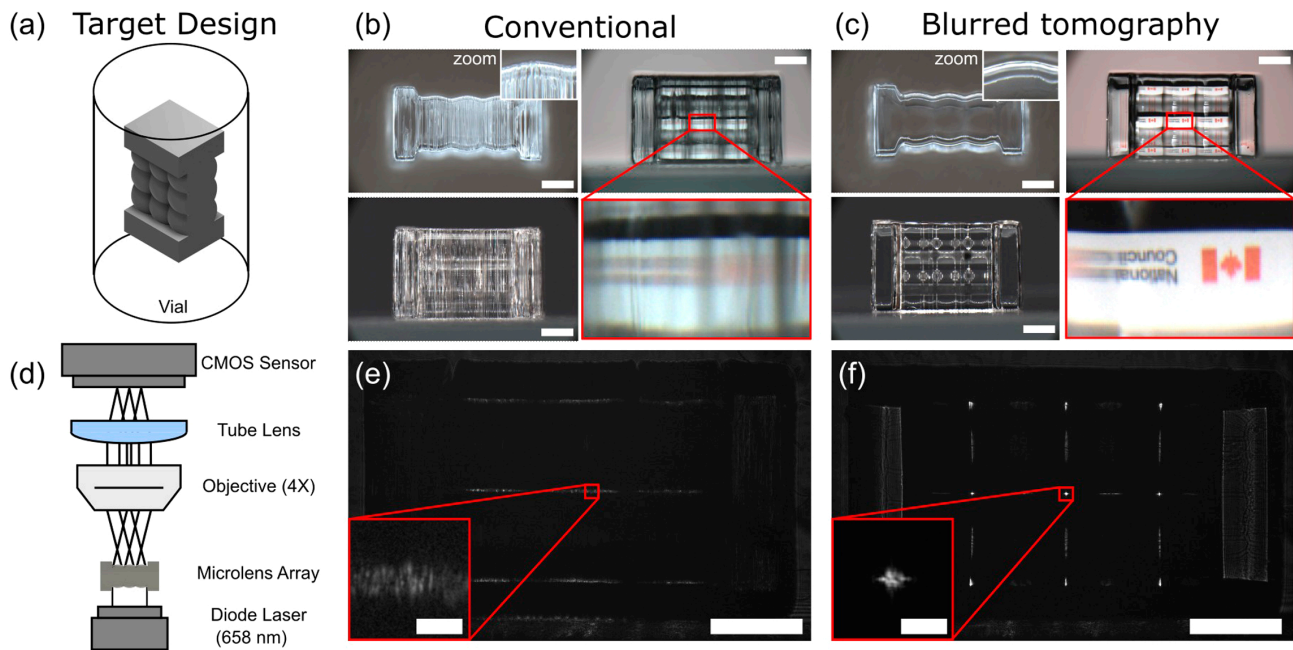 (a) Target Design
Vial
(b) Conventional
zoom
(c) Blurred tomography
zoom
National
Council
(d)
CMOS Sensor
Tube Lens
Objective (4X)
Microlens Array
Diode Laser
(658 nm)
(e)
(f)